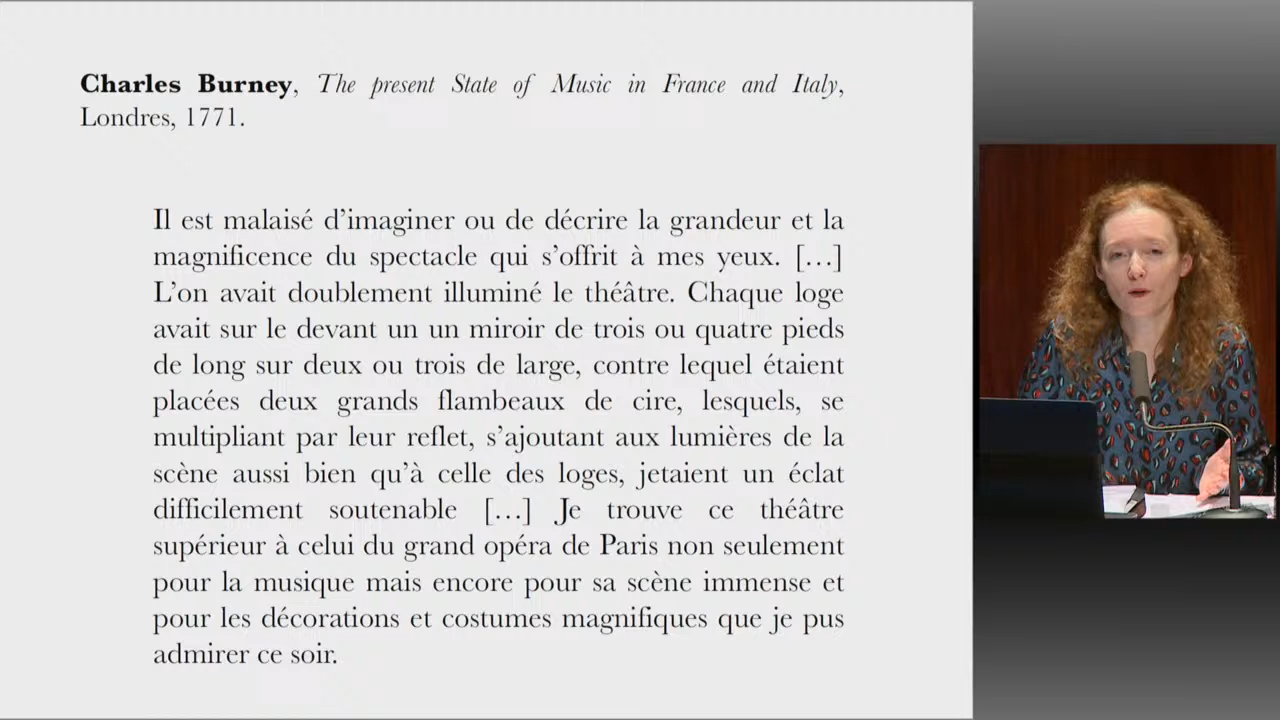 Charles Burney, The present State of Music in France and Italy,
Londres, 1771.
Il est malaisé d’imaginer ou de décrire la grandeur et la
magnificence du spectacle qui s’offrit à mes yeux. […]
L’on avait doublement illuminé le théâtre. Chaque loge
avait sur le devant un un miroir de trois ou quatre pieds
de long sur deux ou trois de large, contre lequel étaient
placées deux grands flambeaux de cire, lesquels, se
multipliant par leur reflet, s’ajoutant aux lumières de la
scène aussi bien qu’à celle des loges, jetaient un éclat
difficilement soutenable […] Je trouve ce théâtre
supérieur à celui du grand opéra de Paris non seulement
pour la musique mais encore pour sa scène immense et
pour les décorations et costumes magnifiques que je pus
admirer ce soir.